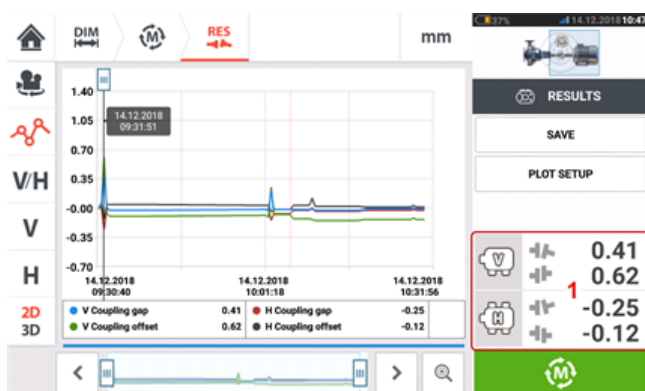 37% 14.12.2018 10:47
DIM
M
RES
mm
RESULTS
SAVE
PLOT SETUP
1.40
14.12.2018
09:31:51
1.05
0.70
0.35
-0.00
-0.35
-0.70
14.12.2018 14.12.2018 14.12.2018
09:30:40 10:01:18 10:31:56
V Coupling gap 0.41 H Coupling gap -0.25
V Coupling offset 0.62 H Coupling offset -0.12
V/H
V
H
2D
3D
V 0.41
0.62
1
H -0.25
-0.12
M